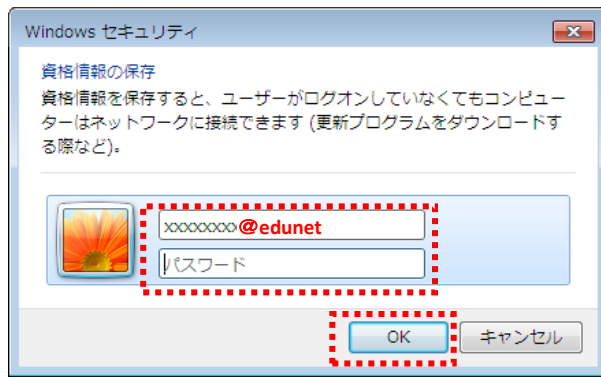 Windows セキュリティ
資格情報の保存
資格情報を保存すると、ユーザーがログオンしていなくてもコンピュー
ターはネットワークに接続できます (更新プログラムをダウンロードす
る際など)。
xxxxxxxx@edunet
パスワード
OK キャンセル